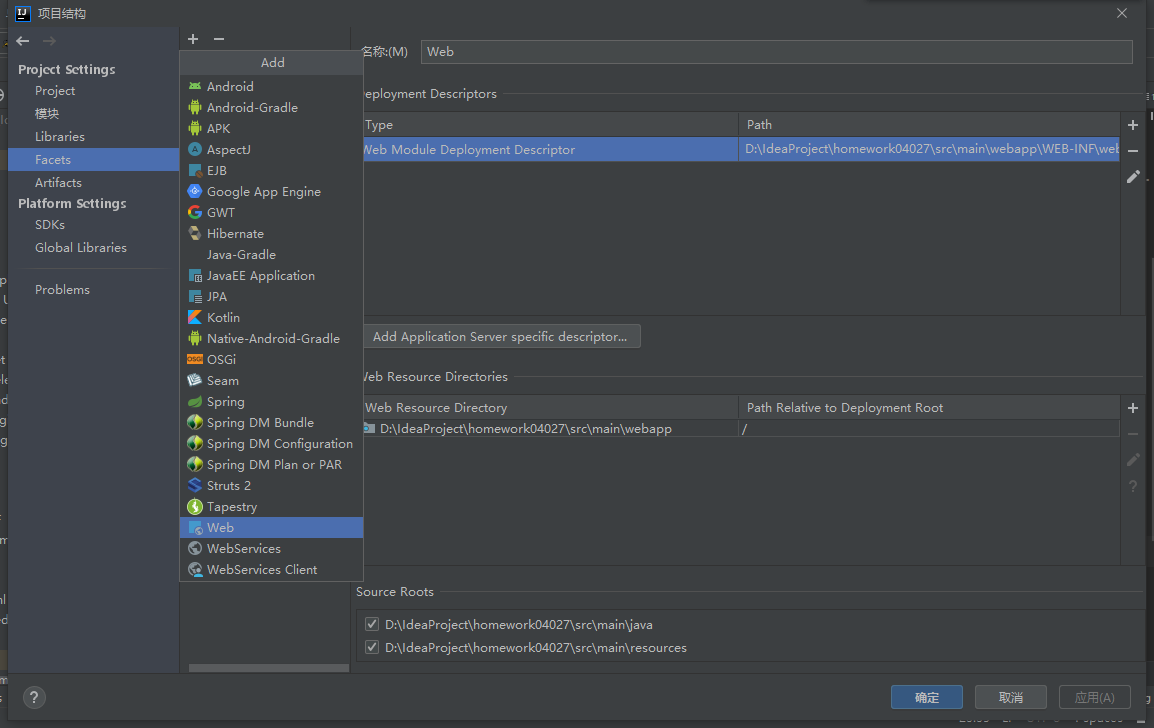 项目结构
Project Settings
Project
模块
Libraries
Facets
Artifacts
Platform Settings
SDKs
Global Libraries
Problems
Add
Android
Android-Gradle
APK
AspectJ
EJB
Google App Engine
GWT
Hibernate
Java-Gradle
JavaEE Application
JPA
Kotlin
Native-Android-Gradle
OSGi
Seam
Spring
Spring DM Bundle
Spring DM Configuration
Spring DM Plan or PAR
Struts 2
Tapestry
Web
WebServices
WebServices Client
名称:(M) Web
eployment Descriptors
Type Path
Web Module Deployment Descriptor D:\IdeaProject\homework04027\src\main\webapp\WEB-INF\web
Add Application Server specific descriptor...
Web Resource Directories
Web Resource Directory Path Relative to Deployment Root
D:\IdeaProject\homework04027\src\main\webapp /
Source Roots
D:\IdeaProject\homework04027\src\main\java
D:\IdeaProject\homework04027\src\main\resources
? 确定 取消 应用(A)